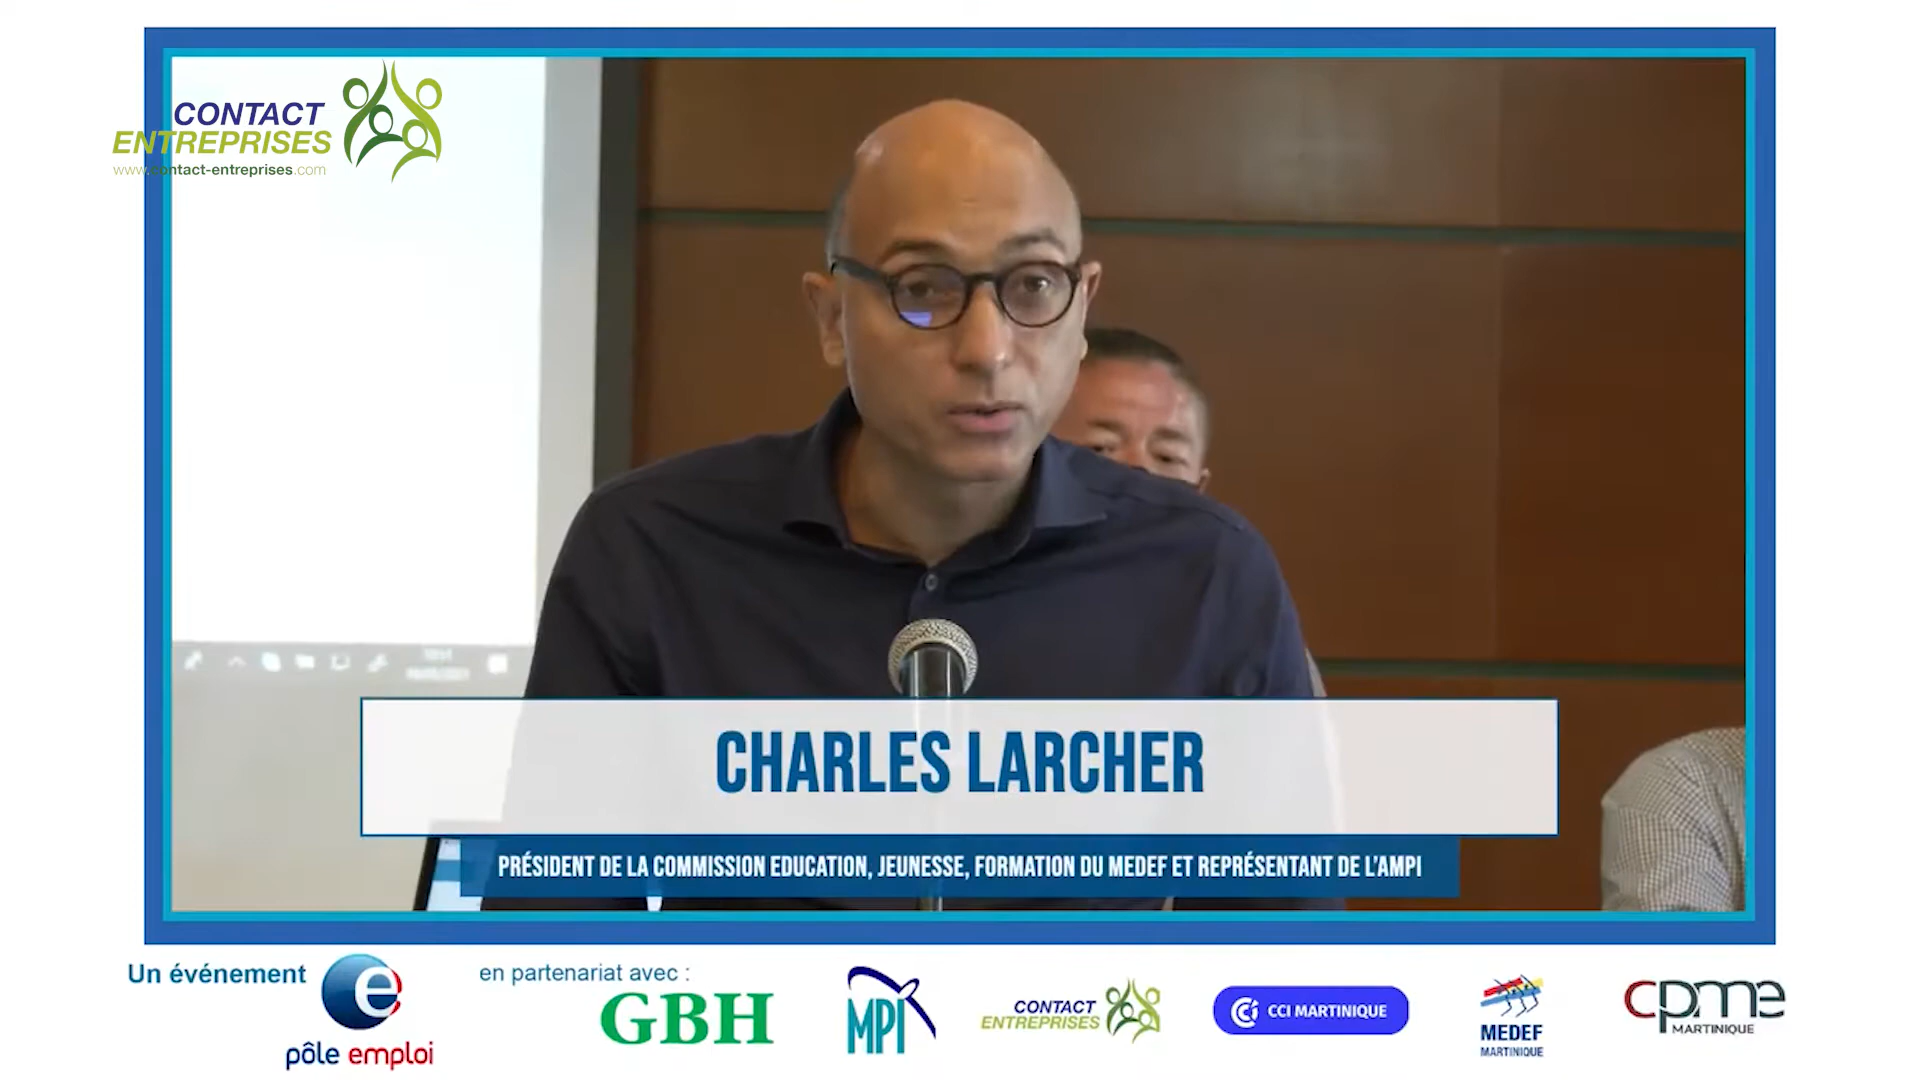 CONTACT
ENTREPRISES
www.contact-entreprises.com
CHARLES LARCHER
PRÉSIDENT DE LA COMMISSION EDUCATION, JEUNESSE, FORMATION DU MEDEF ET REPRÉSENTANT DE L'AMPI
Un événement
pôle emploi
en partenariat avec :
GBH
MPI
CONTACT
ENTREPRISES
CCI MARTINIQUE
MEDEF
MARTINIQUE
cpme
MARTINIQUE